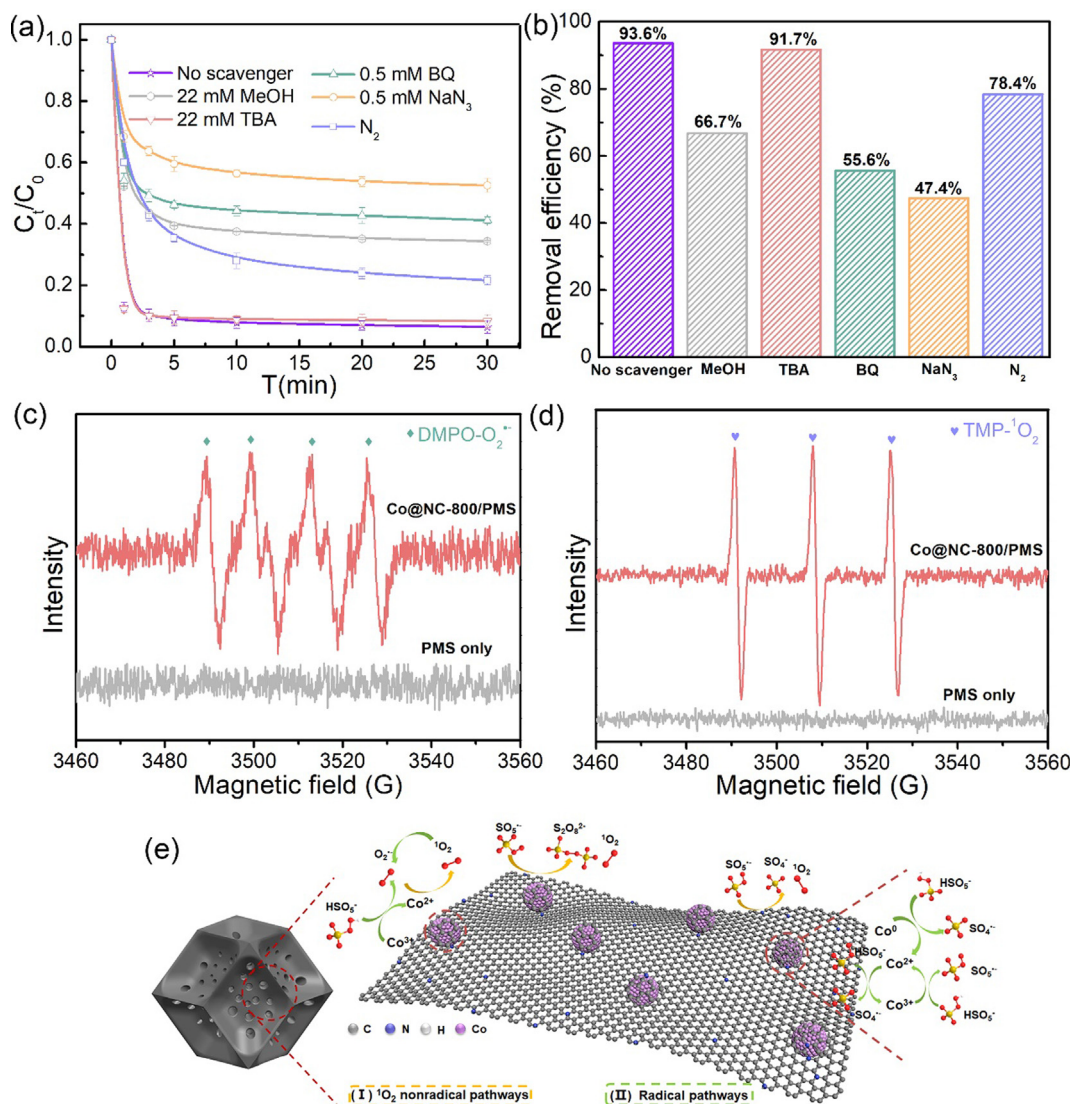 (a)
1.0
0.8
0.6
0.4
0.2
0.0
Cₜ/C₀
No scavenger
22 mM MeOH
22 mM TBA
0.5 mM BQ
0.5 mM NaN₃
N₂
0 5 10 15 20 25 30
T(min)
(b)
100
80
60
40
20
0
Removal efficiency (%)
93.6%
66.7%
91.7%
55.6%
47.4%
78.4%
No scavenger MeOH TBA BQ NaN₃ N₂
(c)
♦ DMPO-O₂•-
Co@NC-800/PMS
PMS only
Intensity
3460 3480 3500 3520 3540 3560
Magnetic field (G)
(d)
♥ TMP-¹O₂
Co@NC-800/PMS
PMS only
Intensity
3460 3480 3500 3520 3540 3560
Magnetic field (G)
(e)
O₂•-
¹O₂
HSO₅⁻
Co²⁺
Co³⁺
SO₅•-
S₂O₈²⁻
¹O₂
SO₅•-
SO₄•-
¹O₂
HSO₅⁻
Co⁰
SO₄•-
HSO₅⁻
Co²⁺
SO₅•-
Co³⁺
SO₄•-
HSO₅⁻
C N H Co
(I) ¹O₂ nonradical pathways
(II) Radical pathways